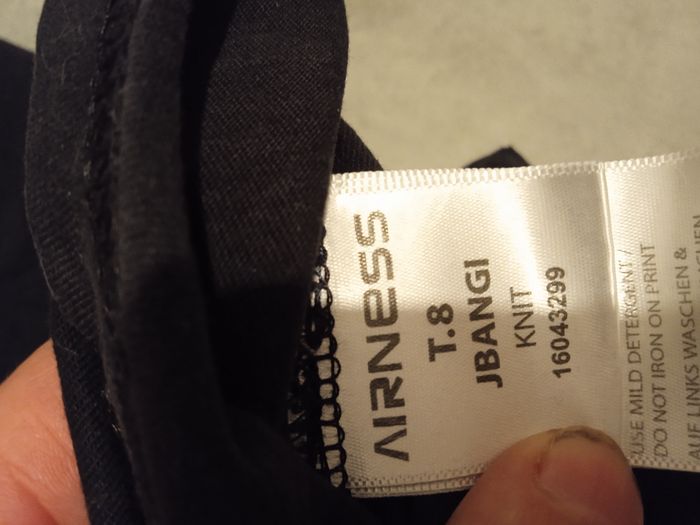 AIRNESS
T.8
JBANGI
KNIT
16043299
USE MILD DETERGENT /
DO NOT IRON ON PRINT
AUF LINKS WASCHEN &